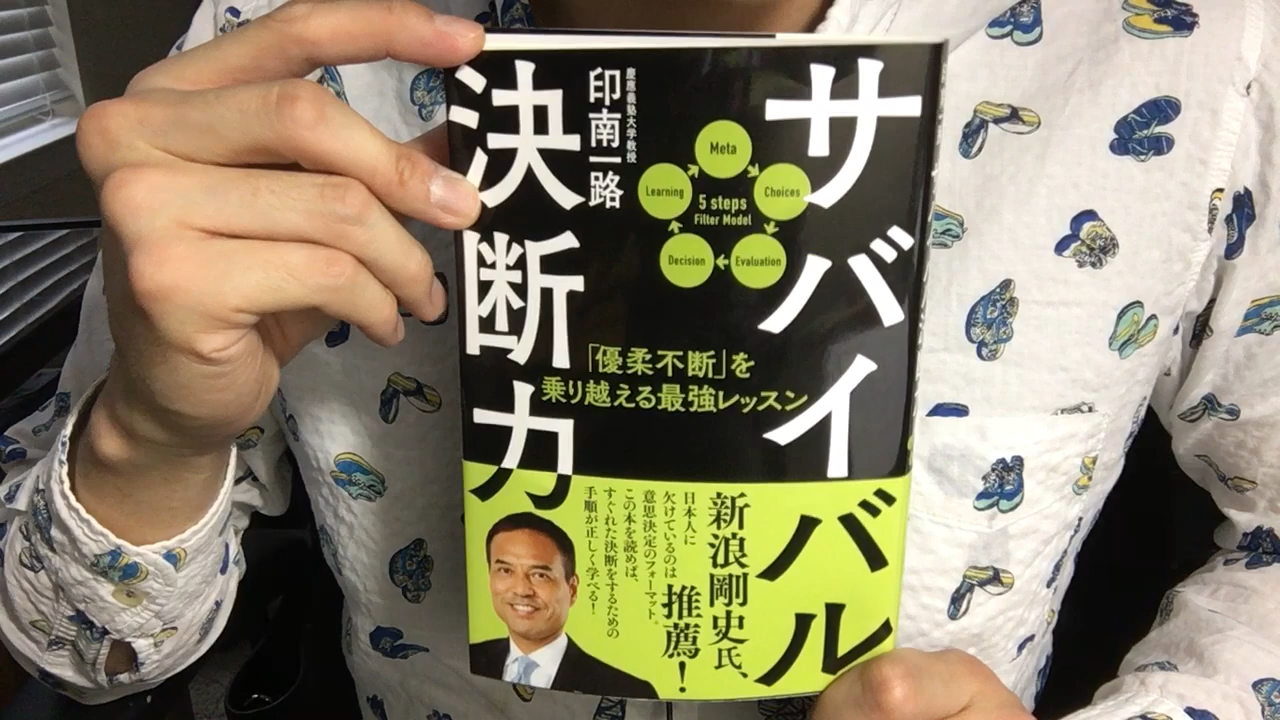 サバイバル
決断力
慶應義塾大学教授
印南一路
Meta
Choices
Evaluation
Decision
Learning
5 steps
Filter Model
「優柔不断」を
乗り越える最強レッスン
新浪剛史氏、
推薦！
日本人に
欠けているのは
意思決定のフォーマット。
この本を読めば、
すぐれた決断をするための
手順が正しく学べる！